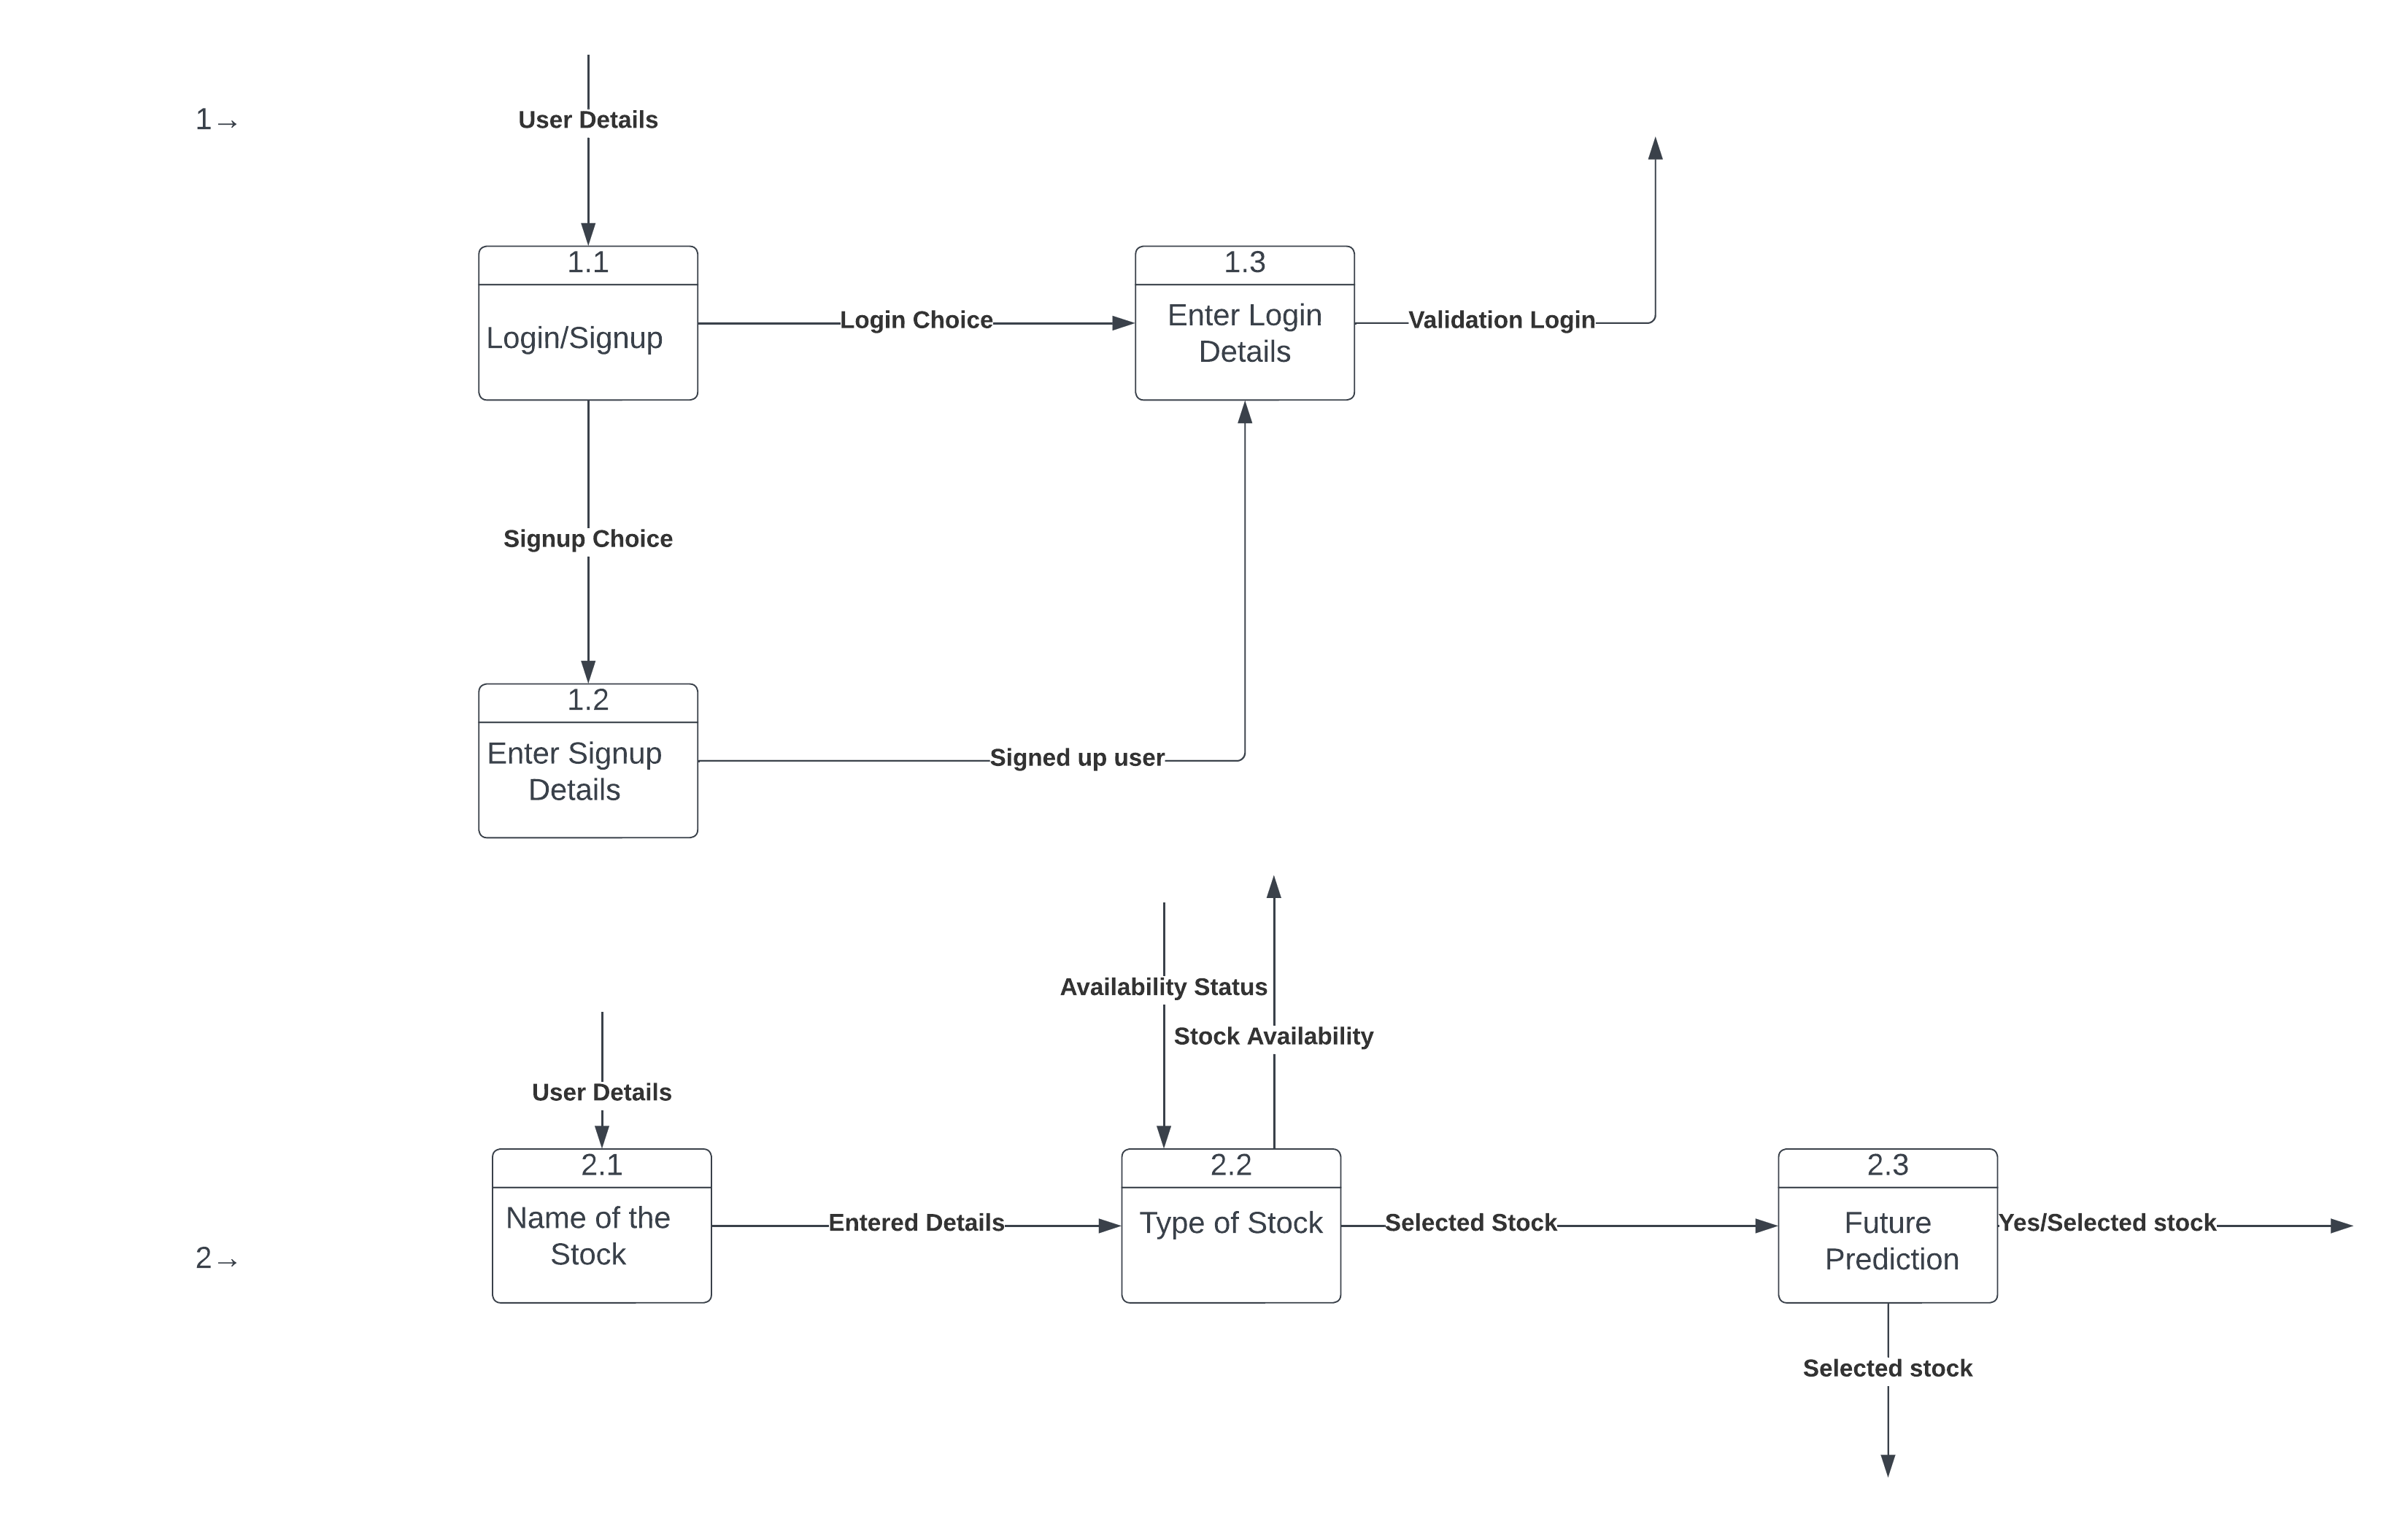 1→
User Details
1.1
Login/Signup
Login Choice
1.3
Enter Login
Details
Validation Login
Signup Choice
1.2
Enter Signup
Details
Signed up user
2→
User Details
2.1
Name of the
Stock
Entered Details
Availability Status
Stock Availability
2.2
Type of Stock
Selected Stock
2.3
Future
Prediction
Yes/Selected stock
Selected stock